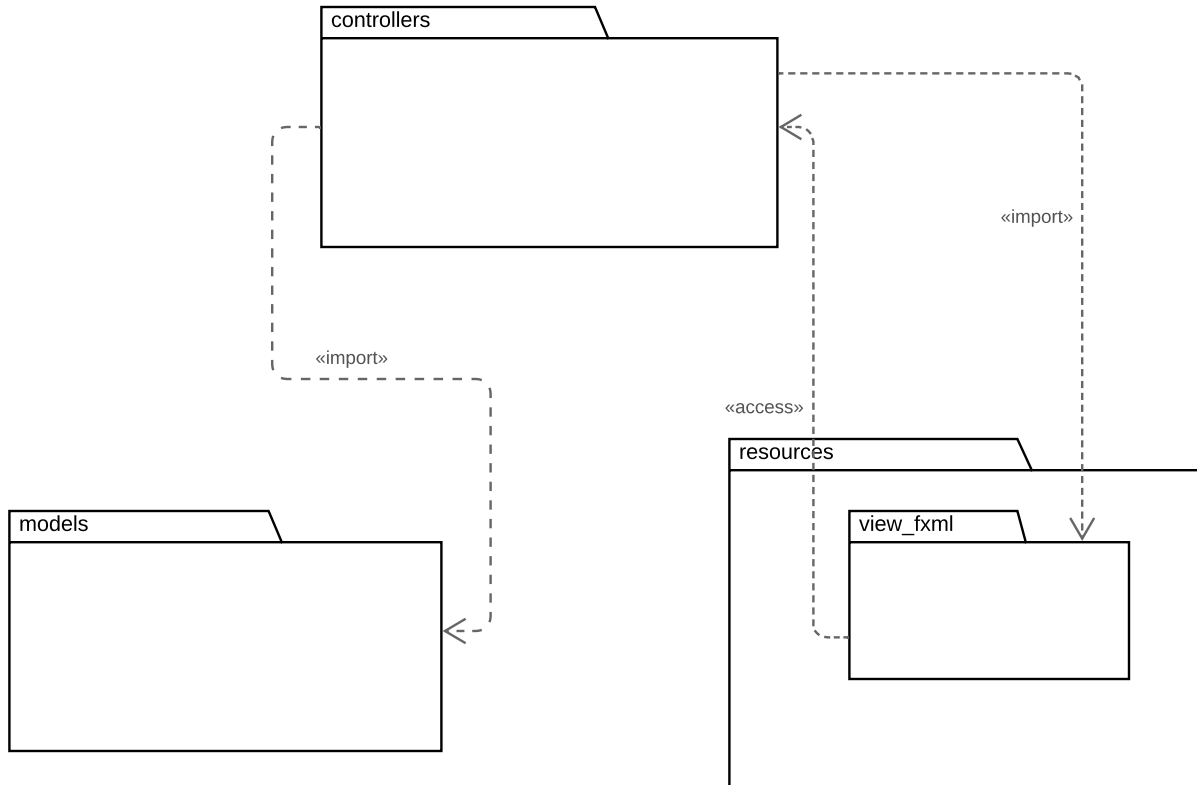 controllers
«import»
«import»
«access»
resources
models
view_fxml